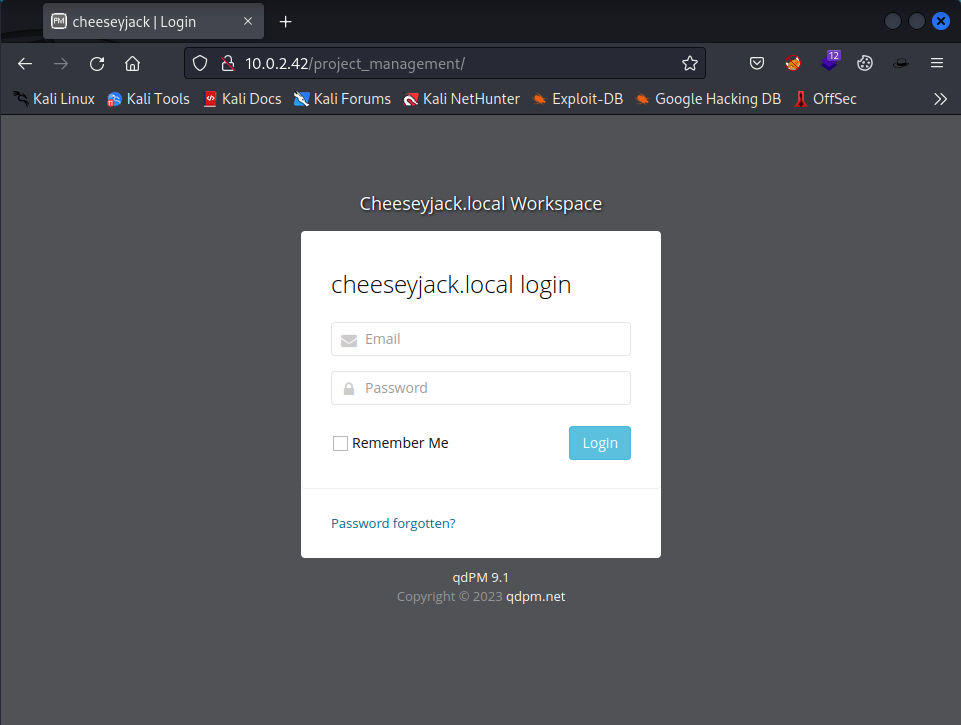 PM cheeseyjack | Login
10.0.2.42/project_management/
12
Kali Linux Kali Tools Kali Docs Kali Forums Kali NetHunter Exploit-DB Google Hacking DB OffSec
Cheeseyjack.local Workspace
cheeseyjack.local login
Email
Password
Remember Me Login
Password forgotten?
qdPM 9.1
Copyright © 2023 qdpm.net